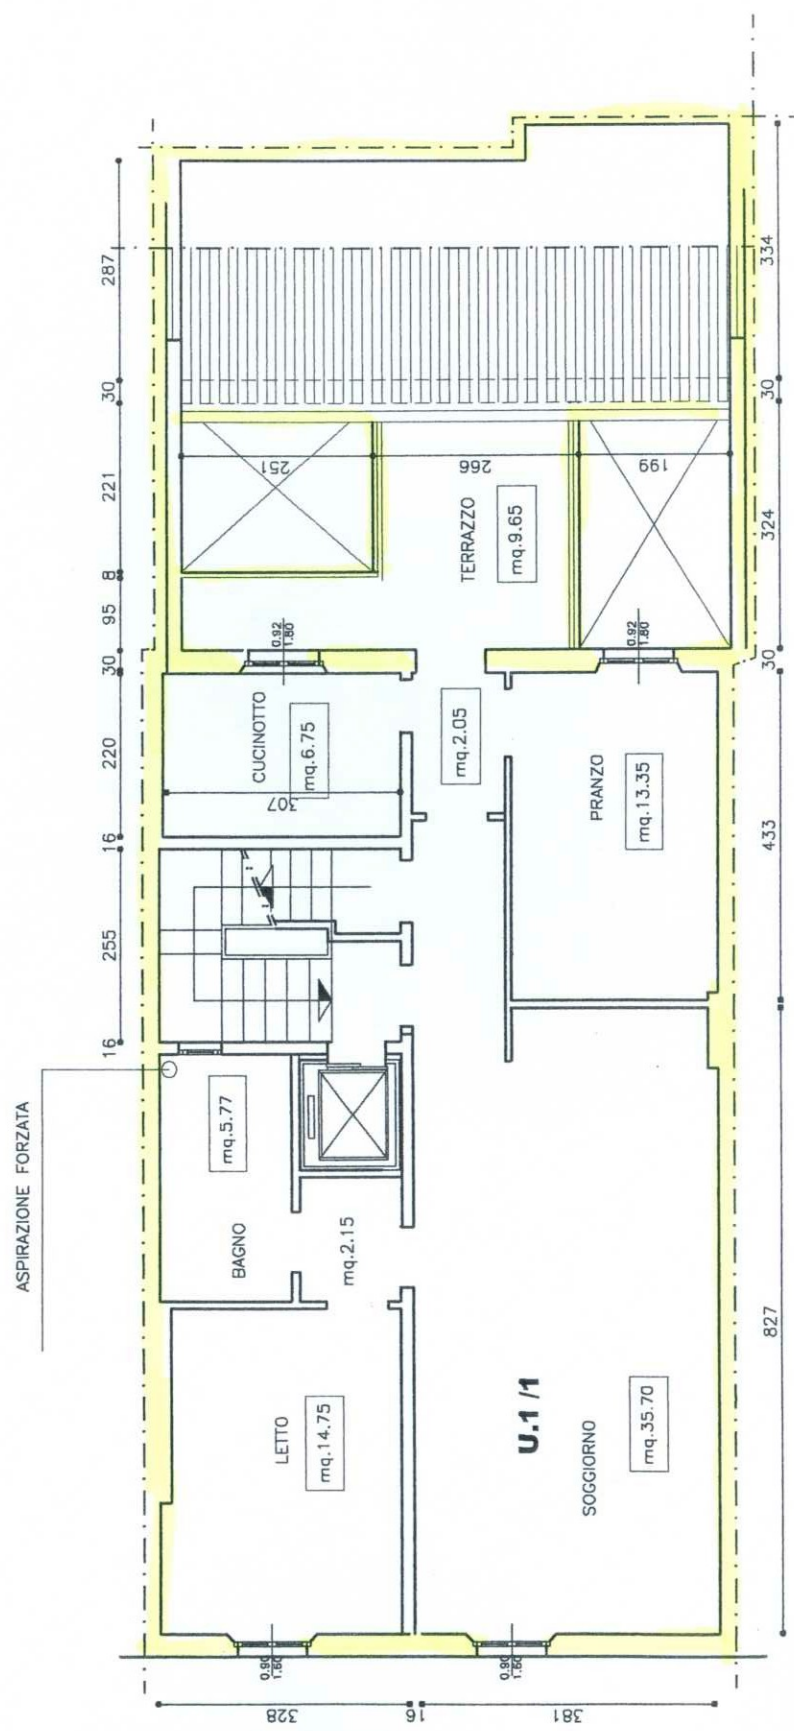 ASPIRAZIONE FORZATA
287
30
221
8
95
30
220
16
255
16
334
30
324
30
433
827
251
266
199
TERRAZZO
mq.9.65
0.92
1.80
0.92
1.80
CUCINOTTO
mq.6.75
307
mq.2.05
PRANZO
mq.13.35
mq.5.77
BAGNO
mq.2.15
LETTO
mq.14.75
U.1 /1
SOGGIORNO
mq.35.70
0.90
1.60
0.90
1.60
328
16
381